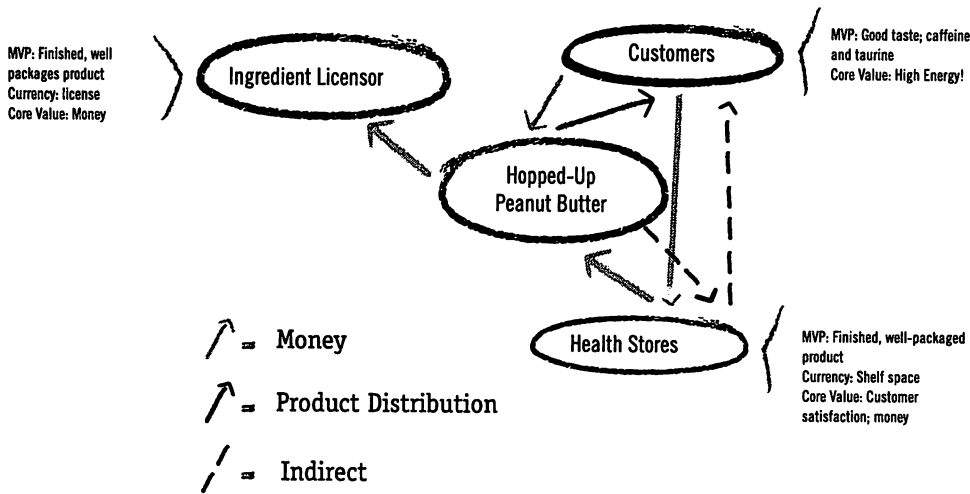 MVP: Finished, well
packages product
Currency: license
Core Value: Money
Ingredient Licensor
Customers
MVP: Good taste; caffeine
and taurine
Core Value: High Energy!
Hopped-Up
Peanut Butter
Health Stores
MVP: Finished, well-packaged
product
Currency: Shelf space
Core Value: Customer
satisfaction; money
= Money
= Product Distribution
= Indirect